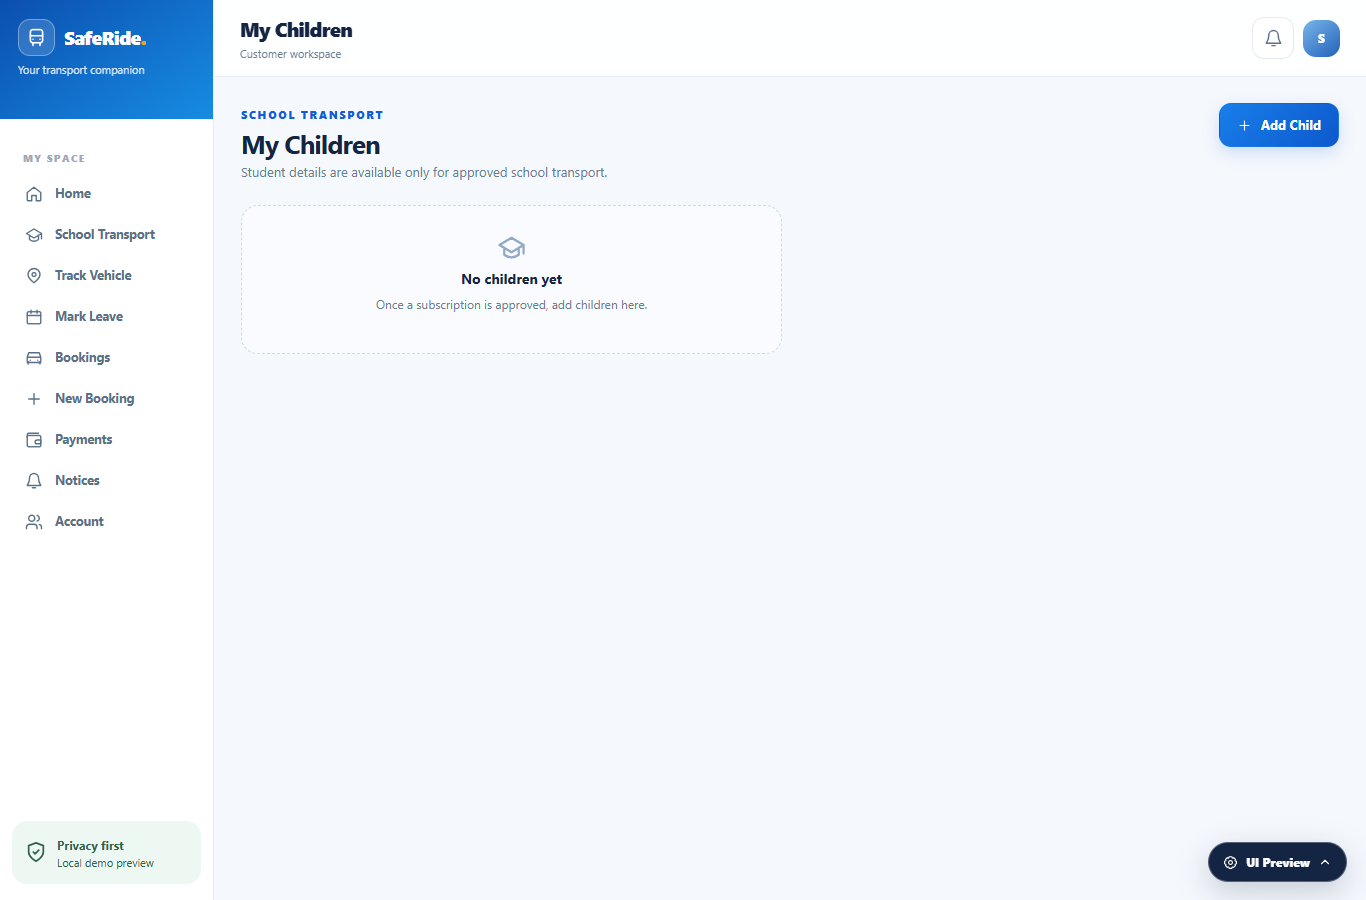 SafeRide.
Your transport companion
MY SPACE
Home
School Transport
Track Vehicle
Mark Leave
Bookings
New Booking
Payments
Notices
Account
Privacy first
Local demo preview
My Children
Customer workspace
S
SCHOOL TRANSPORT
My Children
Student details are available only for approved school transport.
Add Child
No children yet
Once a subscription is approved, add children here.
UI Preview